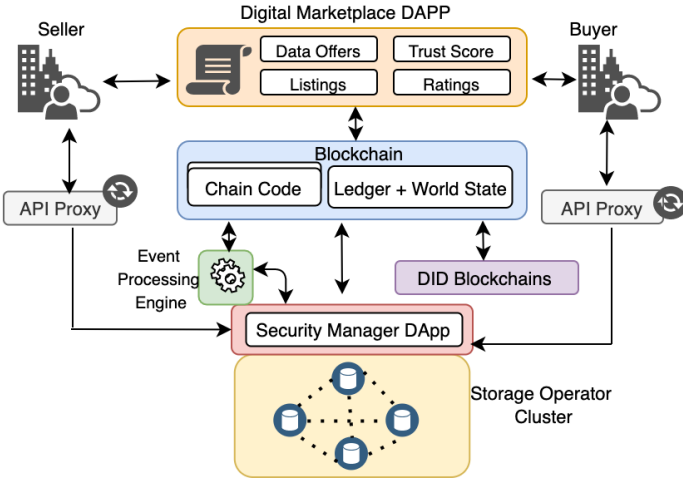 Digital Marketplace DAPP
Seller
Buyer
Data Offers
Trust Score
Listings
Ratings
Blockchain
Chain Code
Ledger + World State
API Proxy
API Proxy
Event
Processing
Engine
DID Blockchains
Security Manager DApp
Storage Operator
Cluster